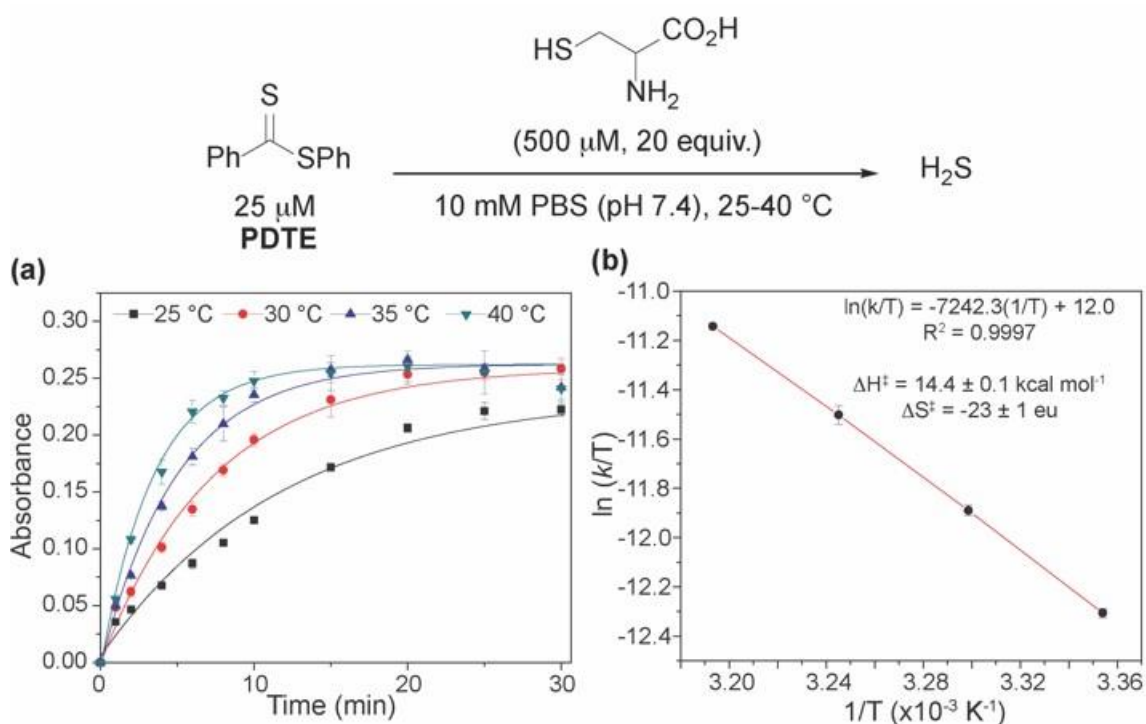 HS
CO₂H
NH₂
S
Ph
SPh
(500 μM, 20 equiv.)
H₂S
25 μM
10 mM PBS (pH 7.4), 25-40 °C
PDTE
(a)
25 °C 30 °C 35 °C 40 °C
0.30
0.25
0.20
0.15
0.10
0.05
0.00
Absorbance
0 10 20 30
Time (min)
(b)
ln(k/T) = -7242.3(1/T) + 12.0
R² = 0.9997
ΔH‡ = 14.4 ± 0.1 kcal mol⁻¹
ΔS‡ = -23 ± 1 eu
-11.0
-11.2
-11.4
-11.6
-11.8
-12.0
-12.2
-12.4
ln (k/T)
3.20 3.24 3.28 3.32 3.36
1/T (x10⁻³ K⁻¹)